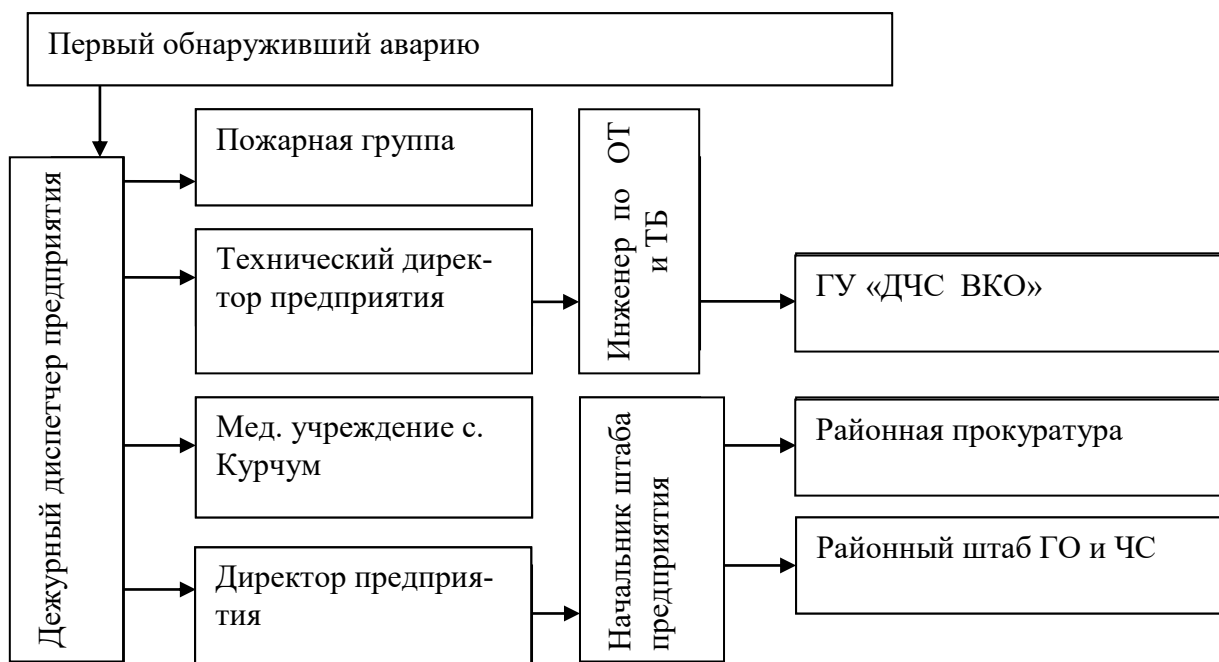 Первый обнаруживший аварию
Дежурный диспетчер предприятия
Пожарная группа
Технический дирек-
тор предприятия
Мед. учреждение с.
Курчум
Директор предприя-
тия
Инженер по ОТ
и ТБ
Начальник штаба
предприятия
ГУ «ДЧС ВКО»
Районная прокуратура
Районный штаб ГО и ЧС